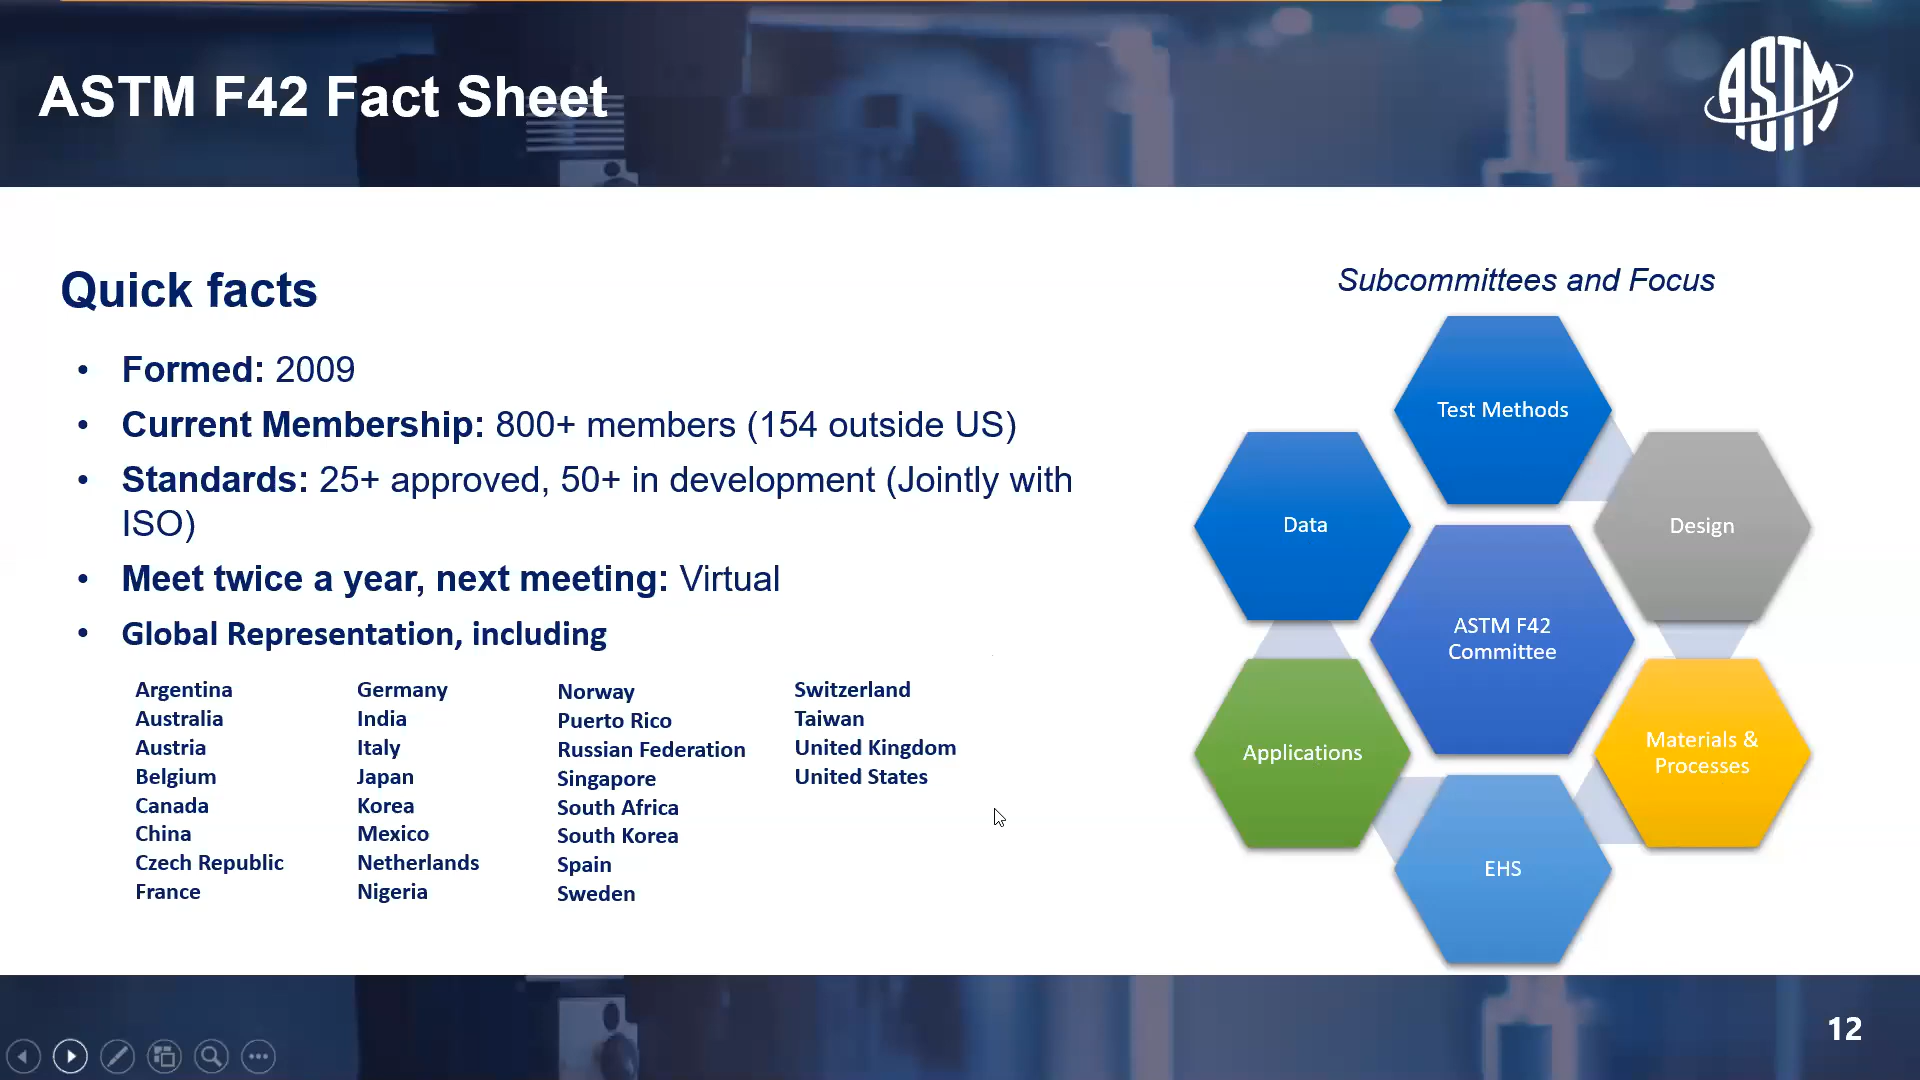 ASTM F42 Fact Sheet
ASTM
Quick facts
• Formed: 2009
• Current Membership: 800+ members (154 outside US)
• Standards: 25+ approved, 50+ in development (Jointly with
ISO)
• Meet twice a year, next meeting: Virtual
• Global Representation, including
Argentina
Australia
Austria
Belgium
Canada
China
Czech Republic
France
Germany
India
Italy
Japan
Korea
Mexico
Netherlands
Nigeria
Norway
Puerto Rico
Russian Federation
Singapore
South Africa
South Korea
Spain
Sweden
Switzerland
Taiwan
United Kingdom
United States
Subcommittees and Focus
Test Methods
Data
Design
ASTM F42
Committee
Applications
Materials &
Processes
EHS
12